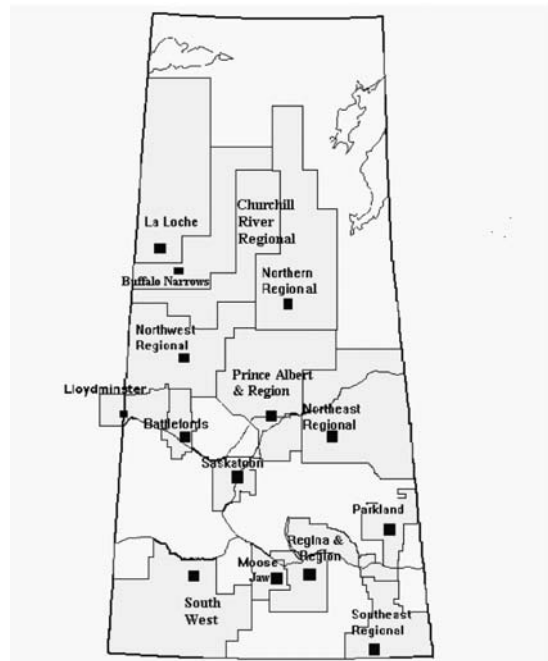 La Loche
Churchill
River
Regional
Buffalo Narrows
Northern
Regional
Northwest
Regional
Lloydminster
Prince Albert
& Region
Battlefords
Northeast
Regional
Saskatoon
Parkland
Regina &
Region
Moose
Jaw
South
West
Southeast
Regional